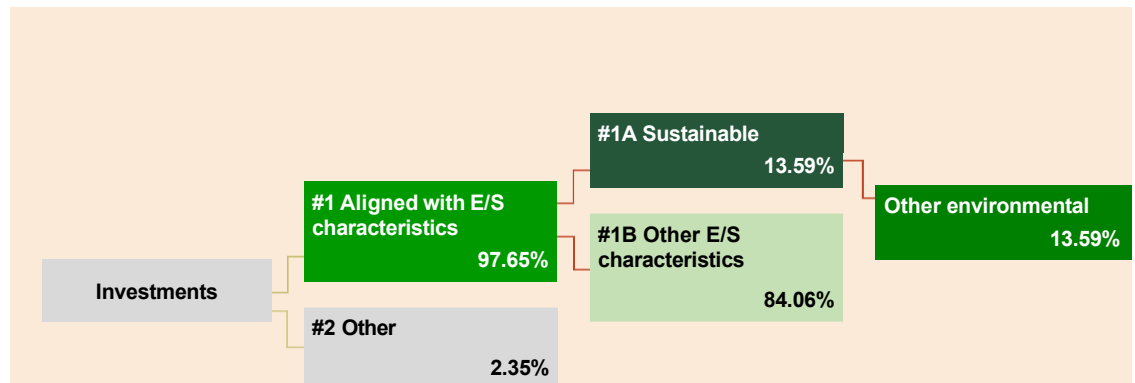 Investments
#1 Aligned with E/S
characteristics
97.65%
#2 Other
2.35%
#1A Sustainable
13.59%
#1B Other E/S
characteristics
84.06%
Other environmental
13.59%